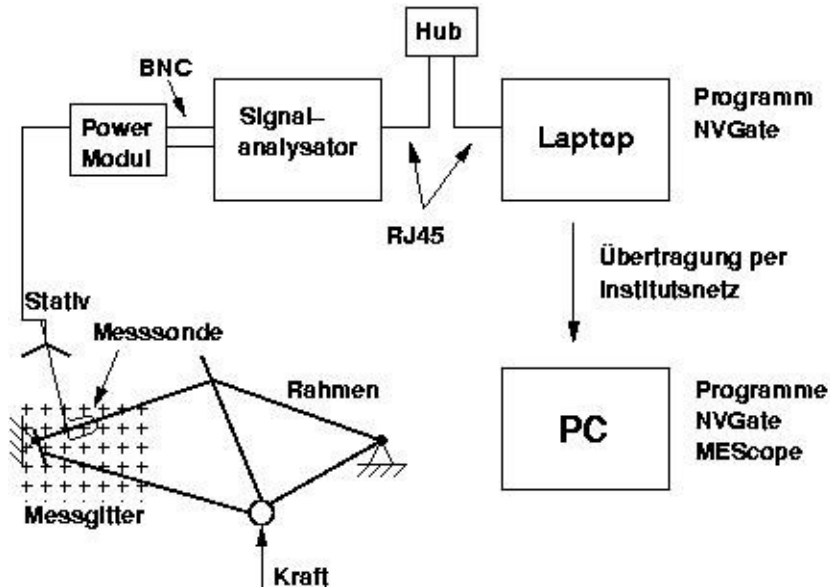 Hub
BNC
Power
Modul
Signal–
analysator
Laptop
Programm
NVGate
RJ45
Übertragung per
Institutsnetz
Stativ
Messsonde
Rahmen
Messgitter
Kraft
PC
Programme
NVGate
MEScope